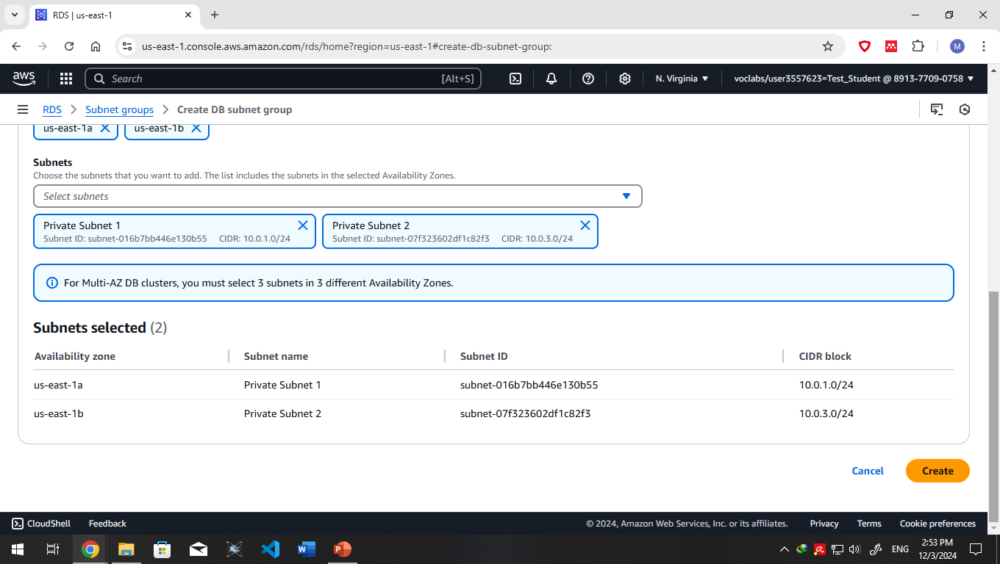 RDS | us-east-1
us-east-1.console.aws.amazon.com/rds/home?region=us-east-1#create-db-subnet-group:
M
aws
Search [Alt+S]
N. Virginia
voclabs/user3557623=Test_Student @ 8913-7709-0758
RDS Subnet groups Create DB subnet group
us-east-1a us-east-1b
Subnets
Choose the subnets that you want to add. The list includes the subnets in the selected Availability Zones.
Select subnets
Private Subnet 1
Subnet ID: subnet-016b7bb446e130b55 CIDR: 10.0.1.0/24
Private Subnet 2
Subnet ID: subnet-07f323602df1c82f3 CIDR: 10.0.3.0/24
For Multi-AZ DB clusters, you must select 3 subnets in 3 different Availability Zones.
Subnets selected (2)
Availability zone Subnet name Subnet ID CIDR block
us-east-1a Private Subnet 1 subnet-016b7bb446e130b55 10.0.1.0/24
us-east-1b Private Subnet 2 subnet-07f323602df1c82f3 10.0.3.0/24
Cancel Create
CloudShell Feedback © 2024, Amazon Web Services, Inc. or its affiliates. Privacy Terms Cookie preferences
ENG
2:53 PM
12/3/2024